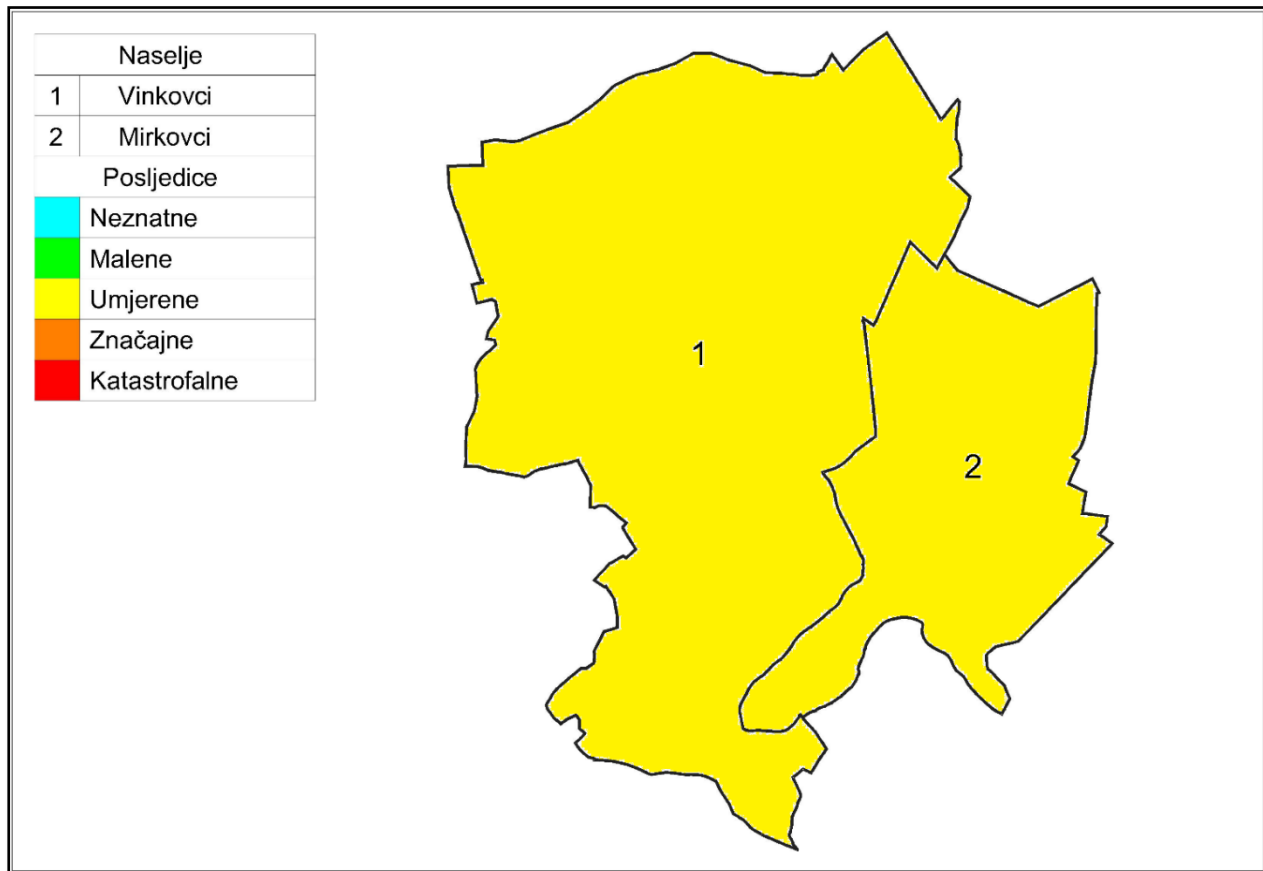 Naselje
1 Vinkovci
2 Mirkovci
Posljedice
Neznatne
Malene
Umjerene
Značajne
Katastrofalne
1
2